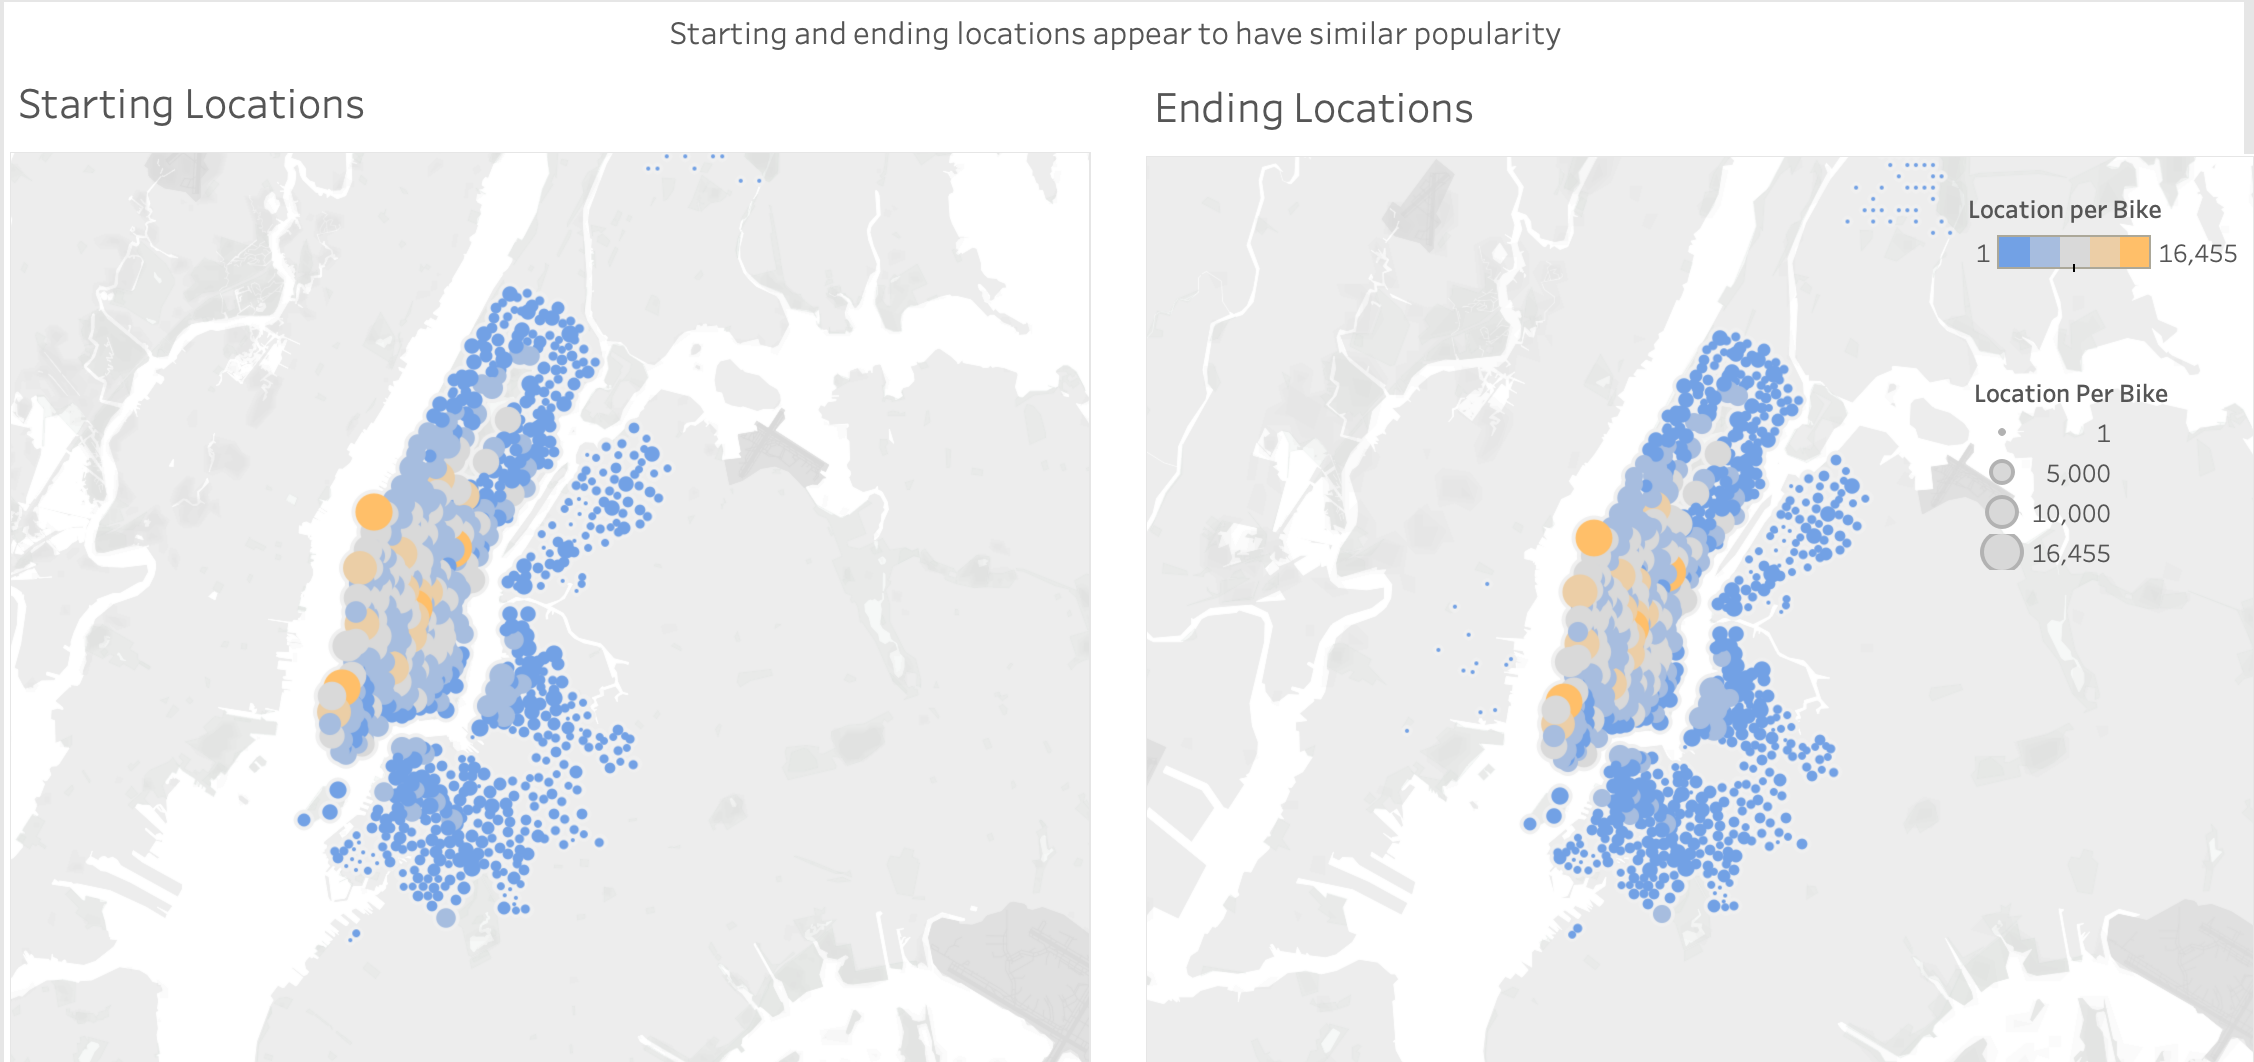 Starting and ending locations appear to have similar popularity
Starting Locations
Ending Locations
Location per Bike
1 16,455
Location Per Bike
1
5,000
10,000
16,455